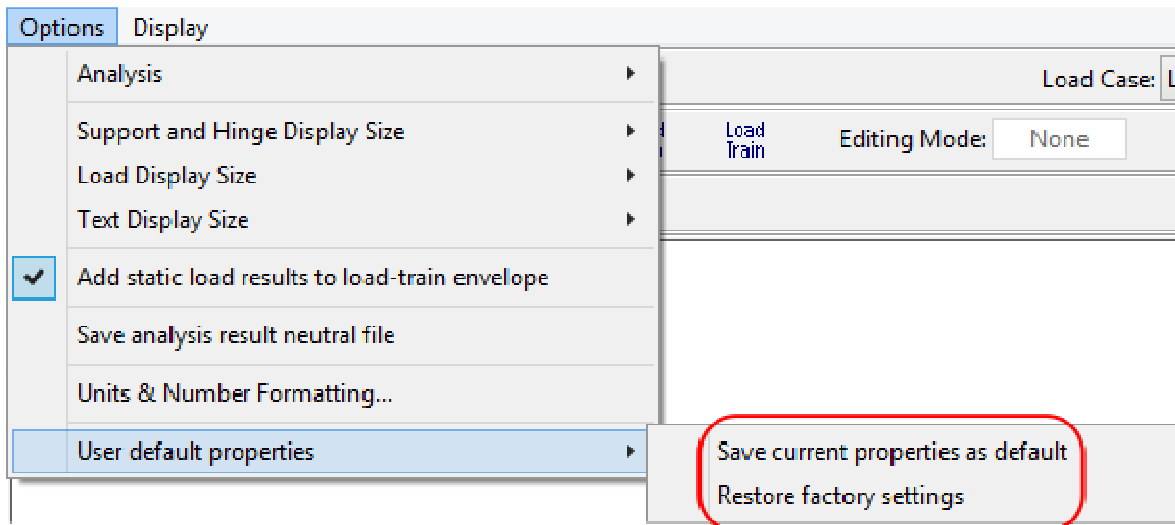 Options Display
Analysis
Load Case:
Support and Hinge Display Size
Load Train
Editing Mode: None
Load Display Size
Text Display Size
Add static load results to load-train envelope
Save analysis result neutral file
Units & Number Formatting...
User default properties
Save current properties as default
Restore factory settings